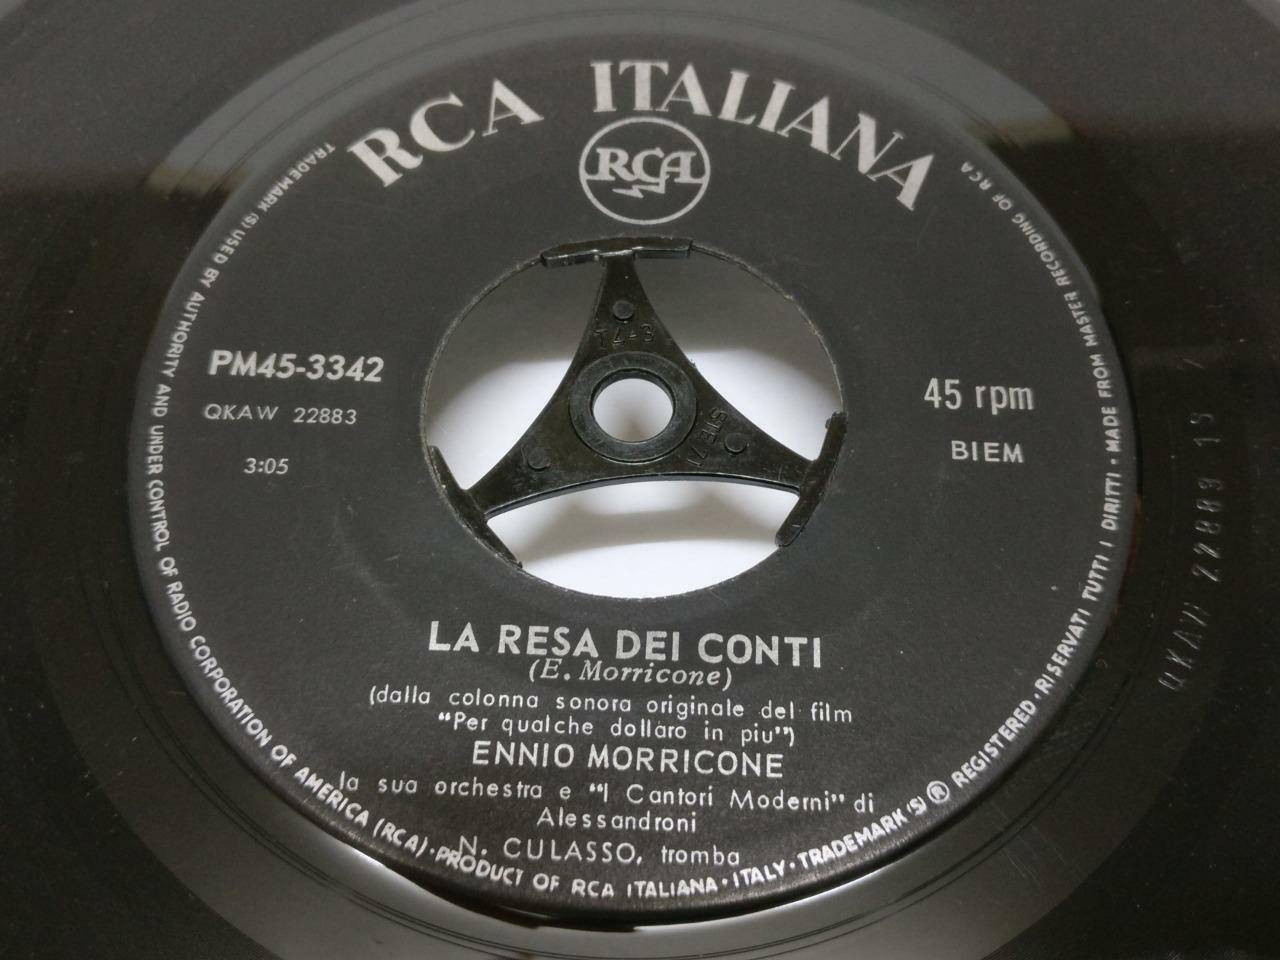 RCA ITALIANA
RCA
TRADEMARK (S) USED BY AUTHORITY AND UNDER CONTROL OF RADIO CORPORATION OF AMERICA (RCA) · PRODUCT OF RCA ITALIANA · ITALY · TRADEMARK (S) ® REGISTERED · RISERVATI TUTTI I DIRITTI · MADE FROM MASTER RECORDING OF RCA
PM45-3342
QKAW 22883
3:05
45 rpm
BIEM
LA RESA DEI CONTI
(E. Morricone)
(dalla colonna sonora originale del film
"Per qualche dollaro in piu")
ENNIO MORRICONE
la sua orchestra e "I Cantori Moderni" di
Alessandroni
N. CULASSO, tromba
QKAW 22883 1S